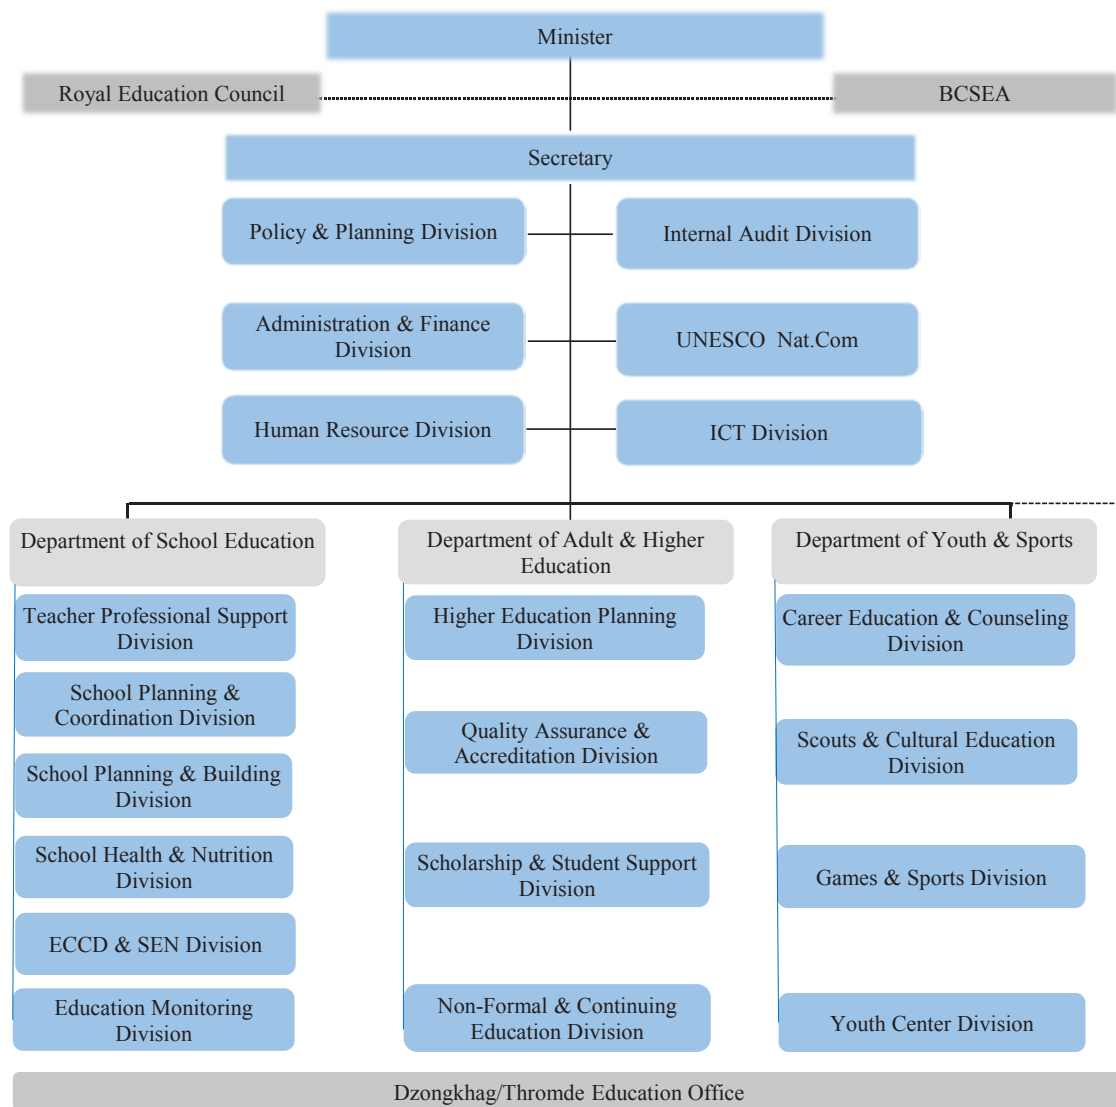 Minister
Royal Education Council
BCSEA
Secretary
Policy & Planning Division
Internal Audit Division
Administration & Finance
Division
UNESCO  Nat.Com
Human Resource Division
ICT Division
Department of School Education
Teacher Professional Support
Division
School Planning &
Coordination Division
School Planning & Building
Division
School Health & Nutrition
Division
ECCD & SEN Division
Education Monitoring
Division
Department of Adult & Higher
Education
Higher Education Planning
Division
Quality Assurance &
Accreditation Division
Scholarship & Student Support
Division
Non-Formal & Continuing
Education Division
Department of Youth & Sports
Career Education & Counseling
Division
Scouts & Cultural Education
Division
Games & Sports Division
Youth Center Division
Dzongkhag/Thromde Education Office